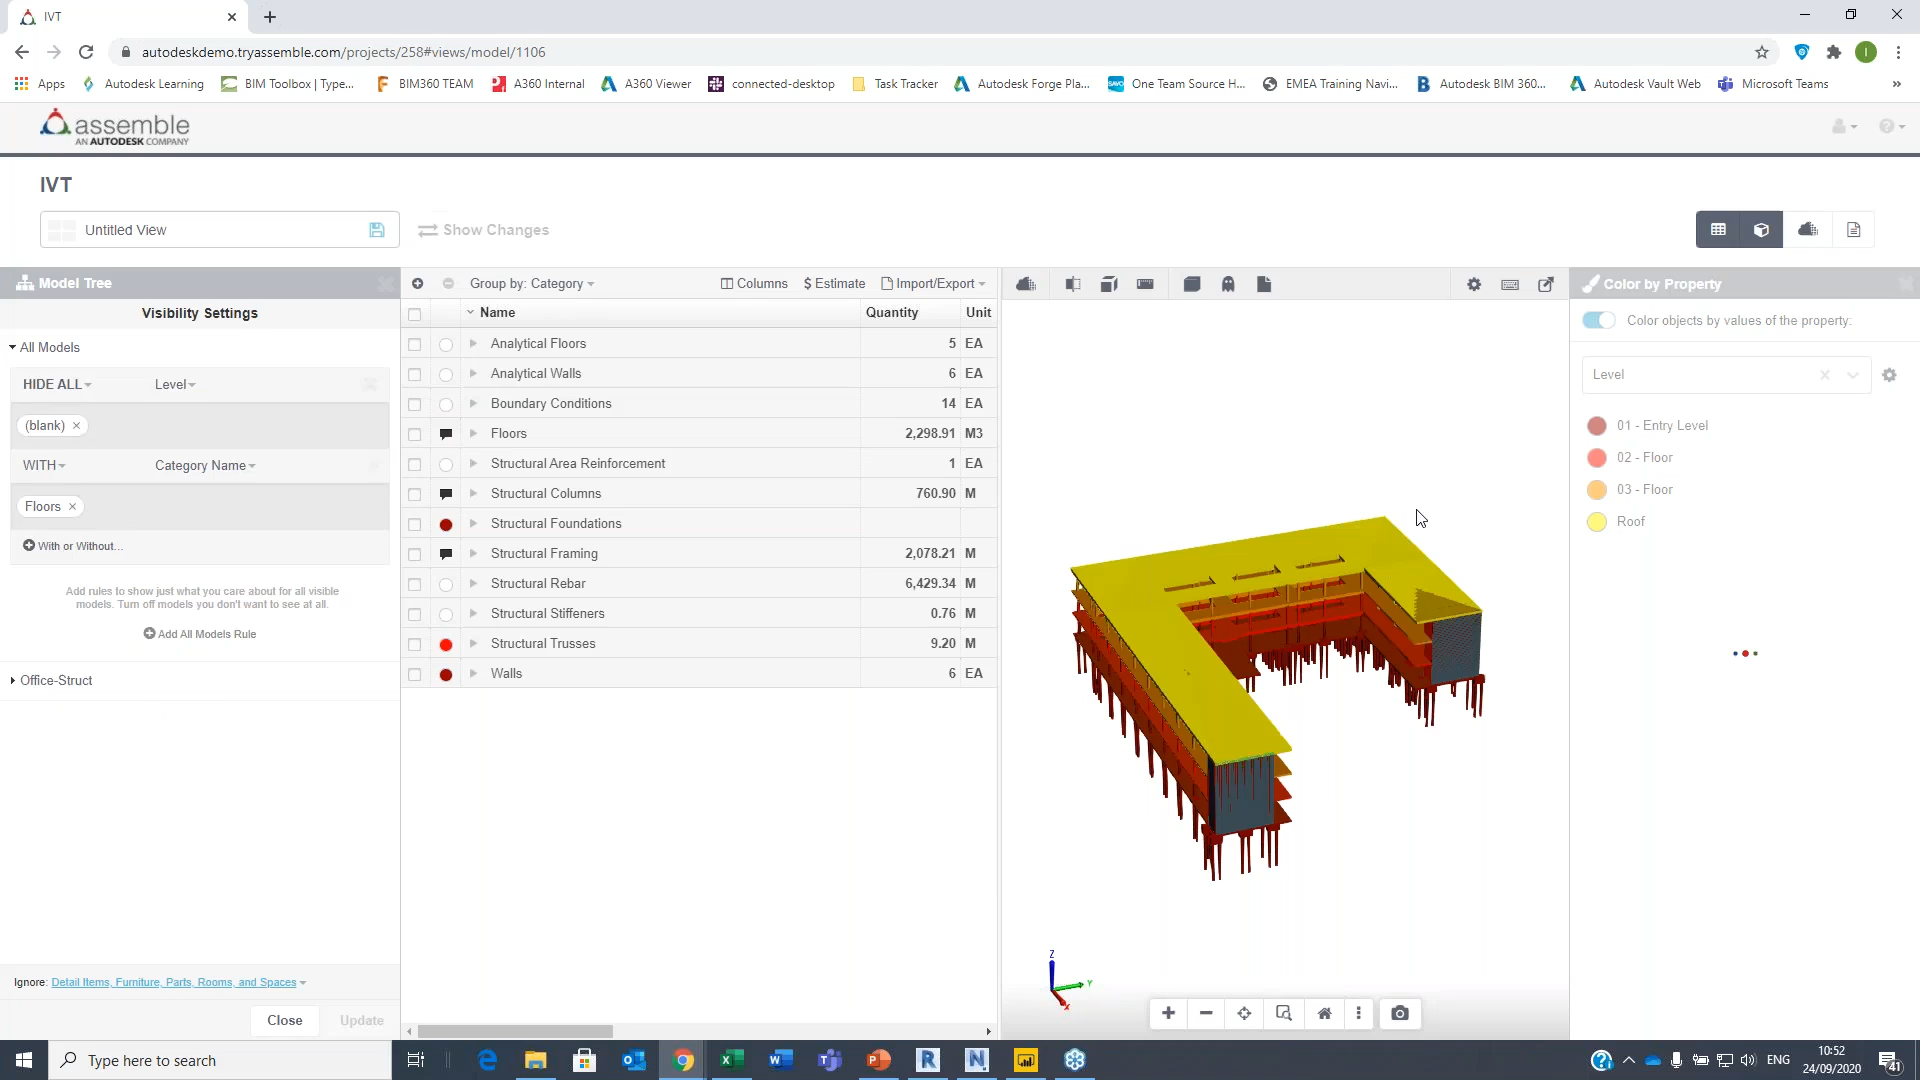 IVT
autodeskdemo.tryassemble.com/projects/258#views/model/1106
I
Apps
Autodesk Learning
BIM Toolbox | Type...
BIM360 TEAM
A360 Internal
A360 Viewer
connected-desktop
Task Tracker
Autodesk Forge Pla...
One Team Source H...
EMEA Training Navi...
Autodesk BIM 360...
Autodesk Vault Web
Microsoft Teams
»
assemble
AN AUTODESK COMPANY
IVT
Untitled View
Show Changes
Model Tree
Visibility Settings
All Models
HIDE ALL
Level
(blank) ×
WITH
Category Name
Floors ×
With or Without...
Add rules to show just what you care about for all visible
models. Turn off models you don't want to see at all.
Add All Models Rule
Office-Struct
Ignore: Detail Items, Furniture, Parts, Rooms, and Spaces
Close
Update
Group by: Category
Columns
$ Estimate
Import/Export
Name Quantity Unit
Analytical Floors 5 EA
Analytical Walls 6 EA
Boundary Conditions 14 EA
Floors 2,298.91 M3
Structural Area Reinforcement 1 EA
Structural Columns 760.90 M
Structural Foundations
Structural Framing 2,078.21 M
Structural Rebar 6,429.34 M
Structural Stiffeners 0.76 M
Structural Trusses 9.20 M
Walls 6 EA
Z
Y
X
Color by Property
Color objects by values of the property:
Level
01 - Entry Level
02 - Floor
03 - Floor
Roof
Type here to search
ENG
10:52
24/09/2020
41